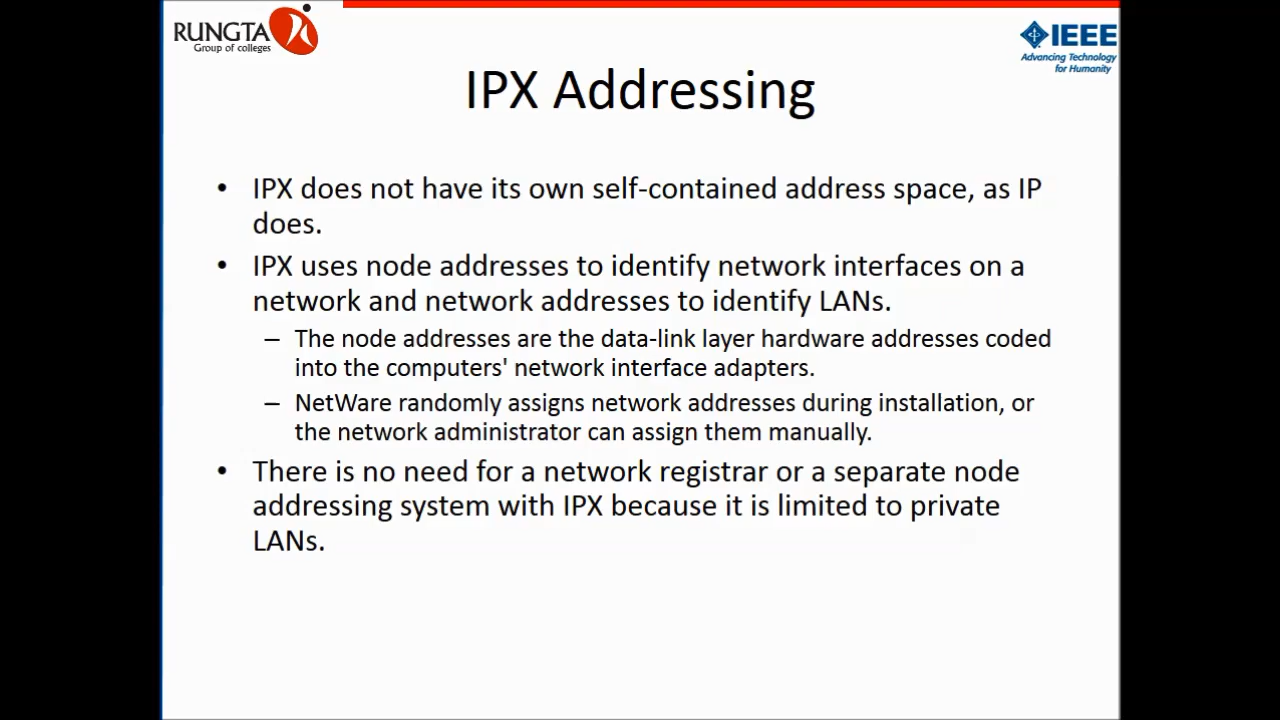 RUNGTA
Group of colleges
IEEE
Advancing Technology
for Humanity
IPX Addressing
• IPX does not have its own self-contained address space, as IP
does.
• IPX uses node addresses to identify network interfaces on a
network and network addresses to identify LANs.
– The node addresses are the data-link layer hardware addresses coded
into the computers' network interface adapters.
– NetWare randomly assigns network addresses during installation, or
the network administrator can assign them manually.
• There is no need for a network registrar or a separate node
addressing system with IPX because it is limited to private
LANs.